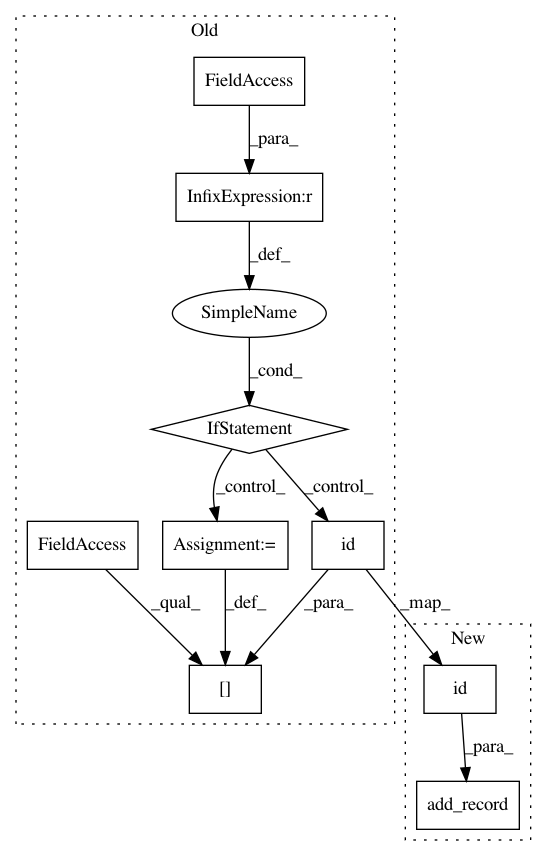 Old
FieldAccess
_para_
InfixExpression:r
_def_
SimpleName
_cond_
IfStatement
_control_
_control_
FieldAccess
Assignment:=
id
_qual_
_def_
_para_
_map_
New
[]
id
_para_
add_record